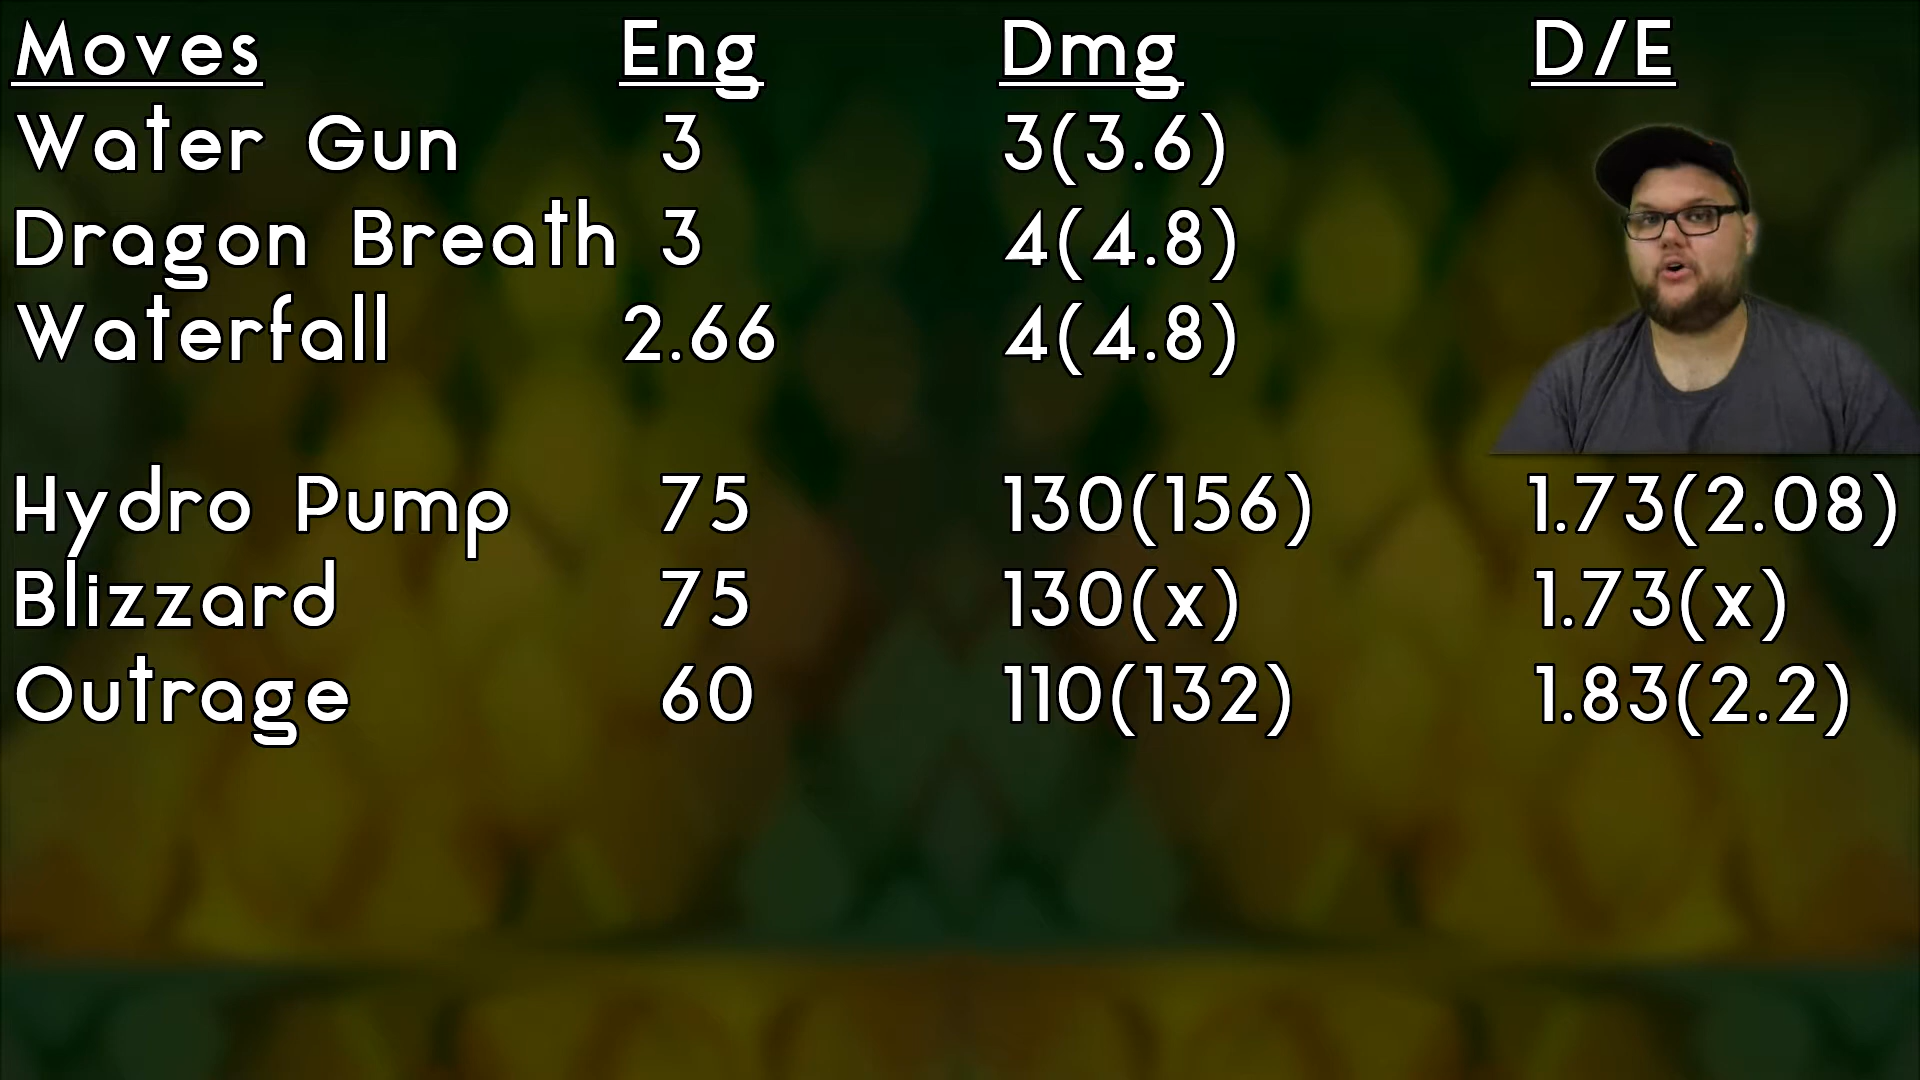 Moves Eng Dmg D/E
Water Gun 3 3(3.6)
Dragon Breath 3 4(4.8)
Waterfall 2.66 4(4.8)
Hydro Pump 75 130(156) 1.73(2.08)
Blizzard 75 130(x) 1.73(x)
Outrage 60 110(132) 1.83(2.2)